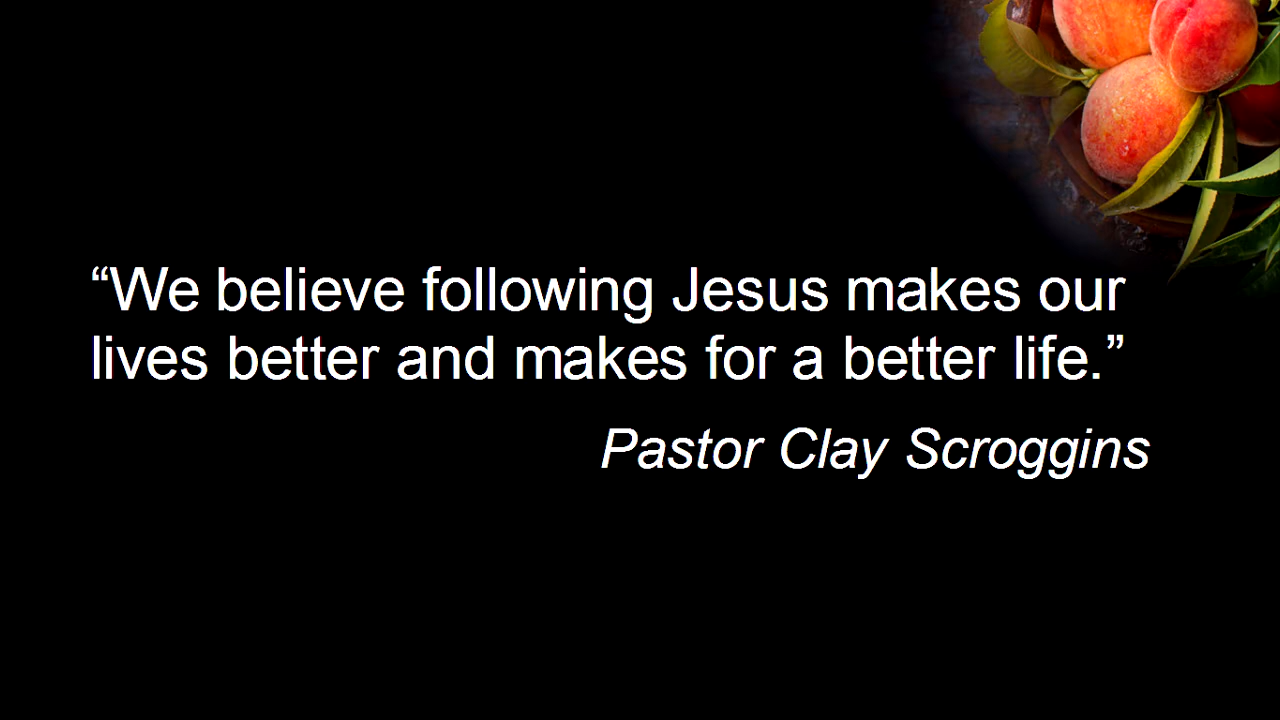 “We believe following Jesus makes our
lives better and makes for a better life.”
Pastor Clay Scroggins